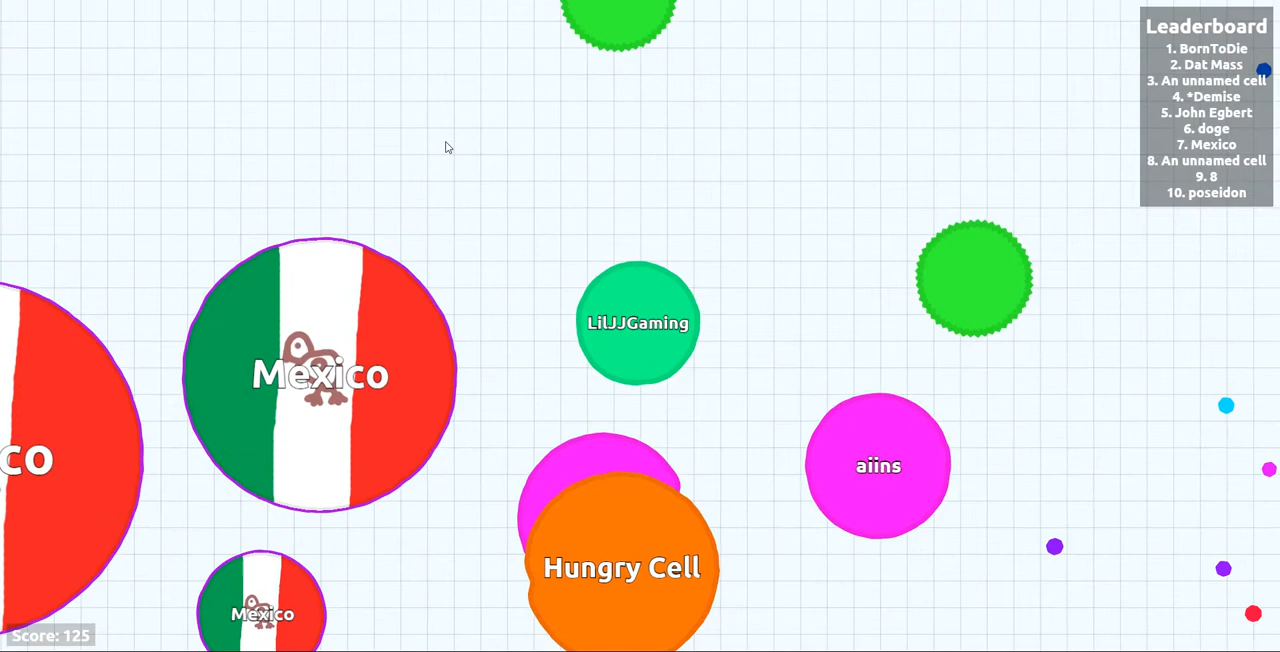 Leaderboard
1. BornToDie
2. Dat Mass
3. An unnamed cell
4. *Demise
5. John Egbert
6. doge
7. Mexico
8. An unnamed cell
9. 8
10. poseidon
LilJJGaming
Mexico
co
aiins
Hungry Cell
Mexico
Score: 125